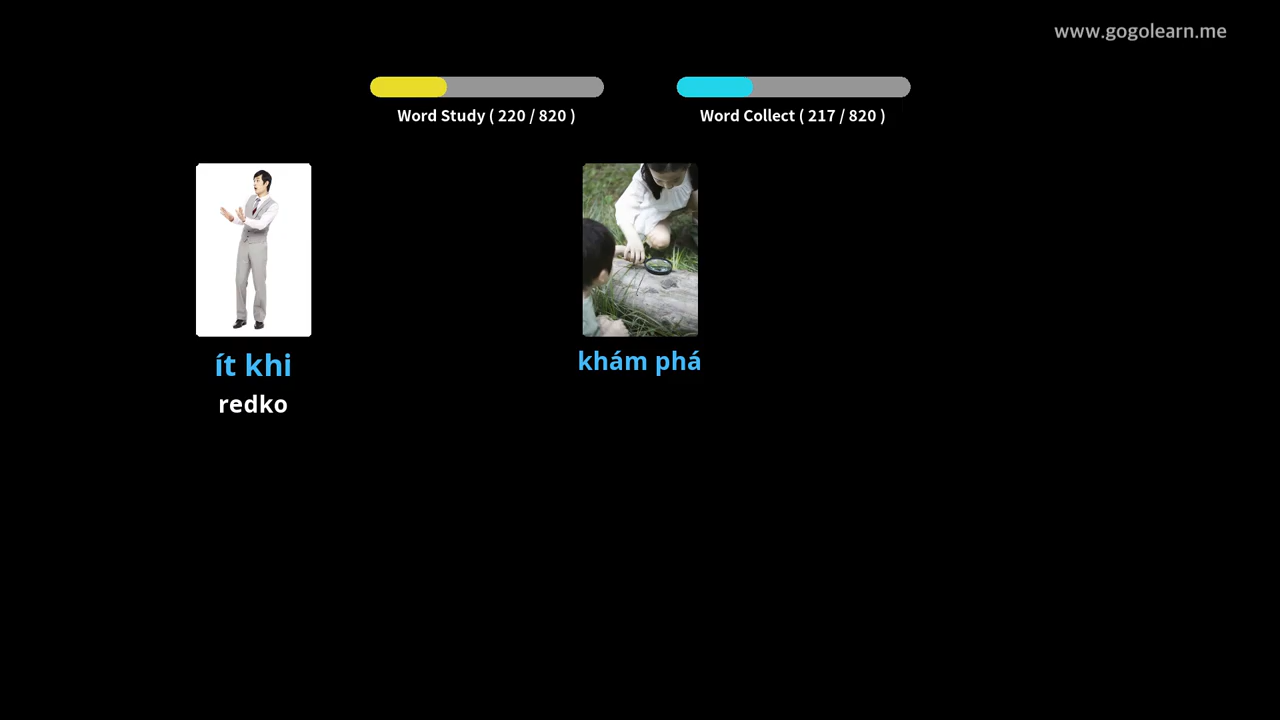 www.gogolearn.me
Word Study ( 220 / 820 )
Word Collect ( 217 / 820 )
ít khi
redko
khám phá